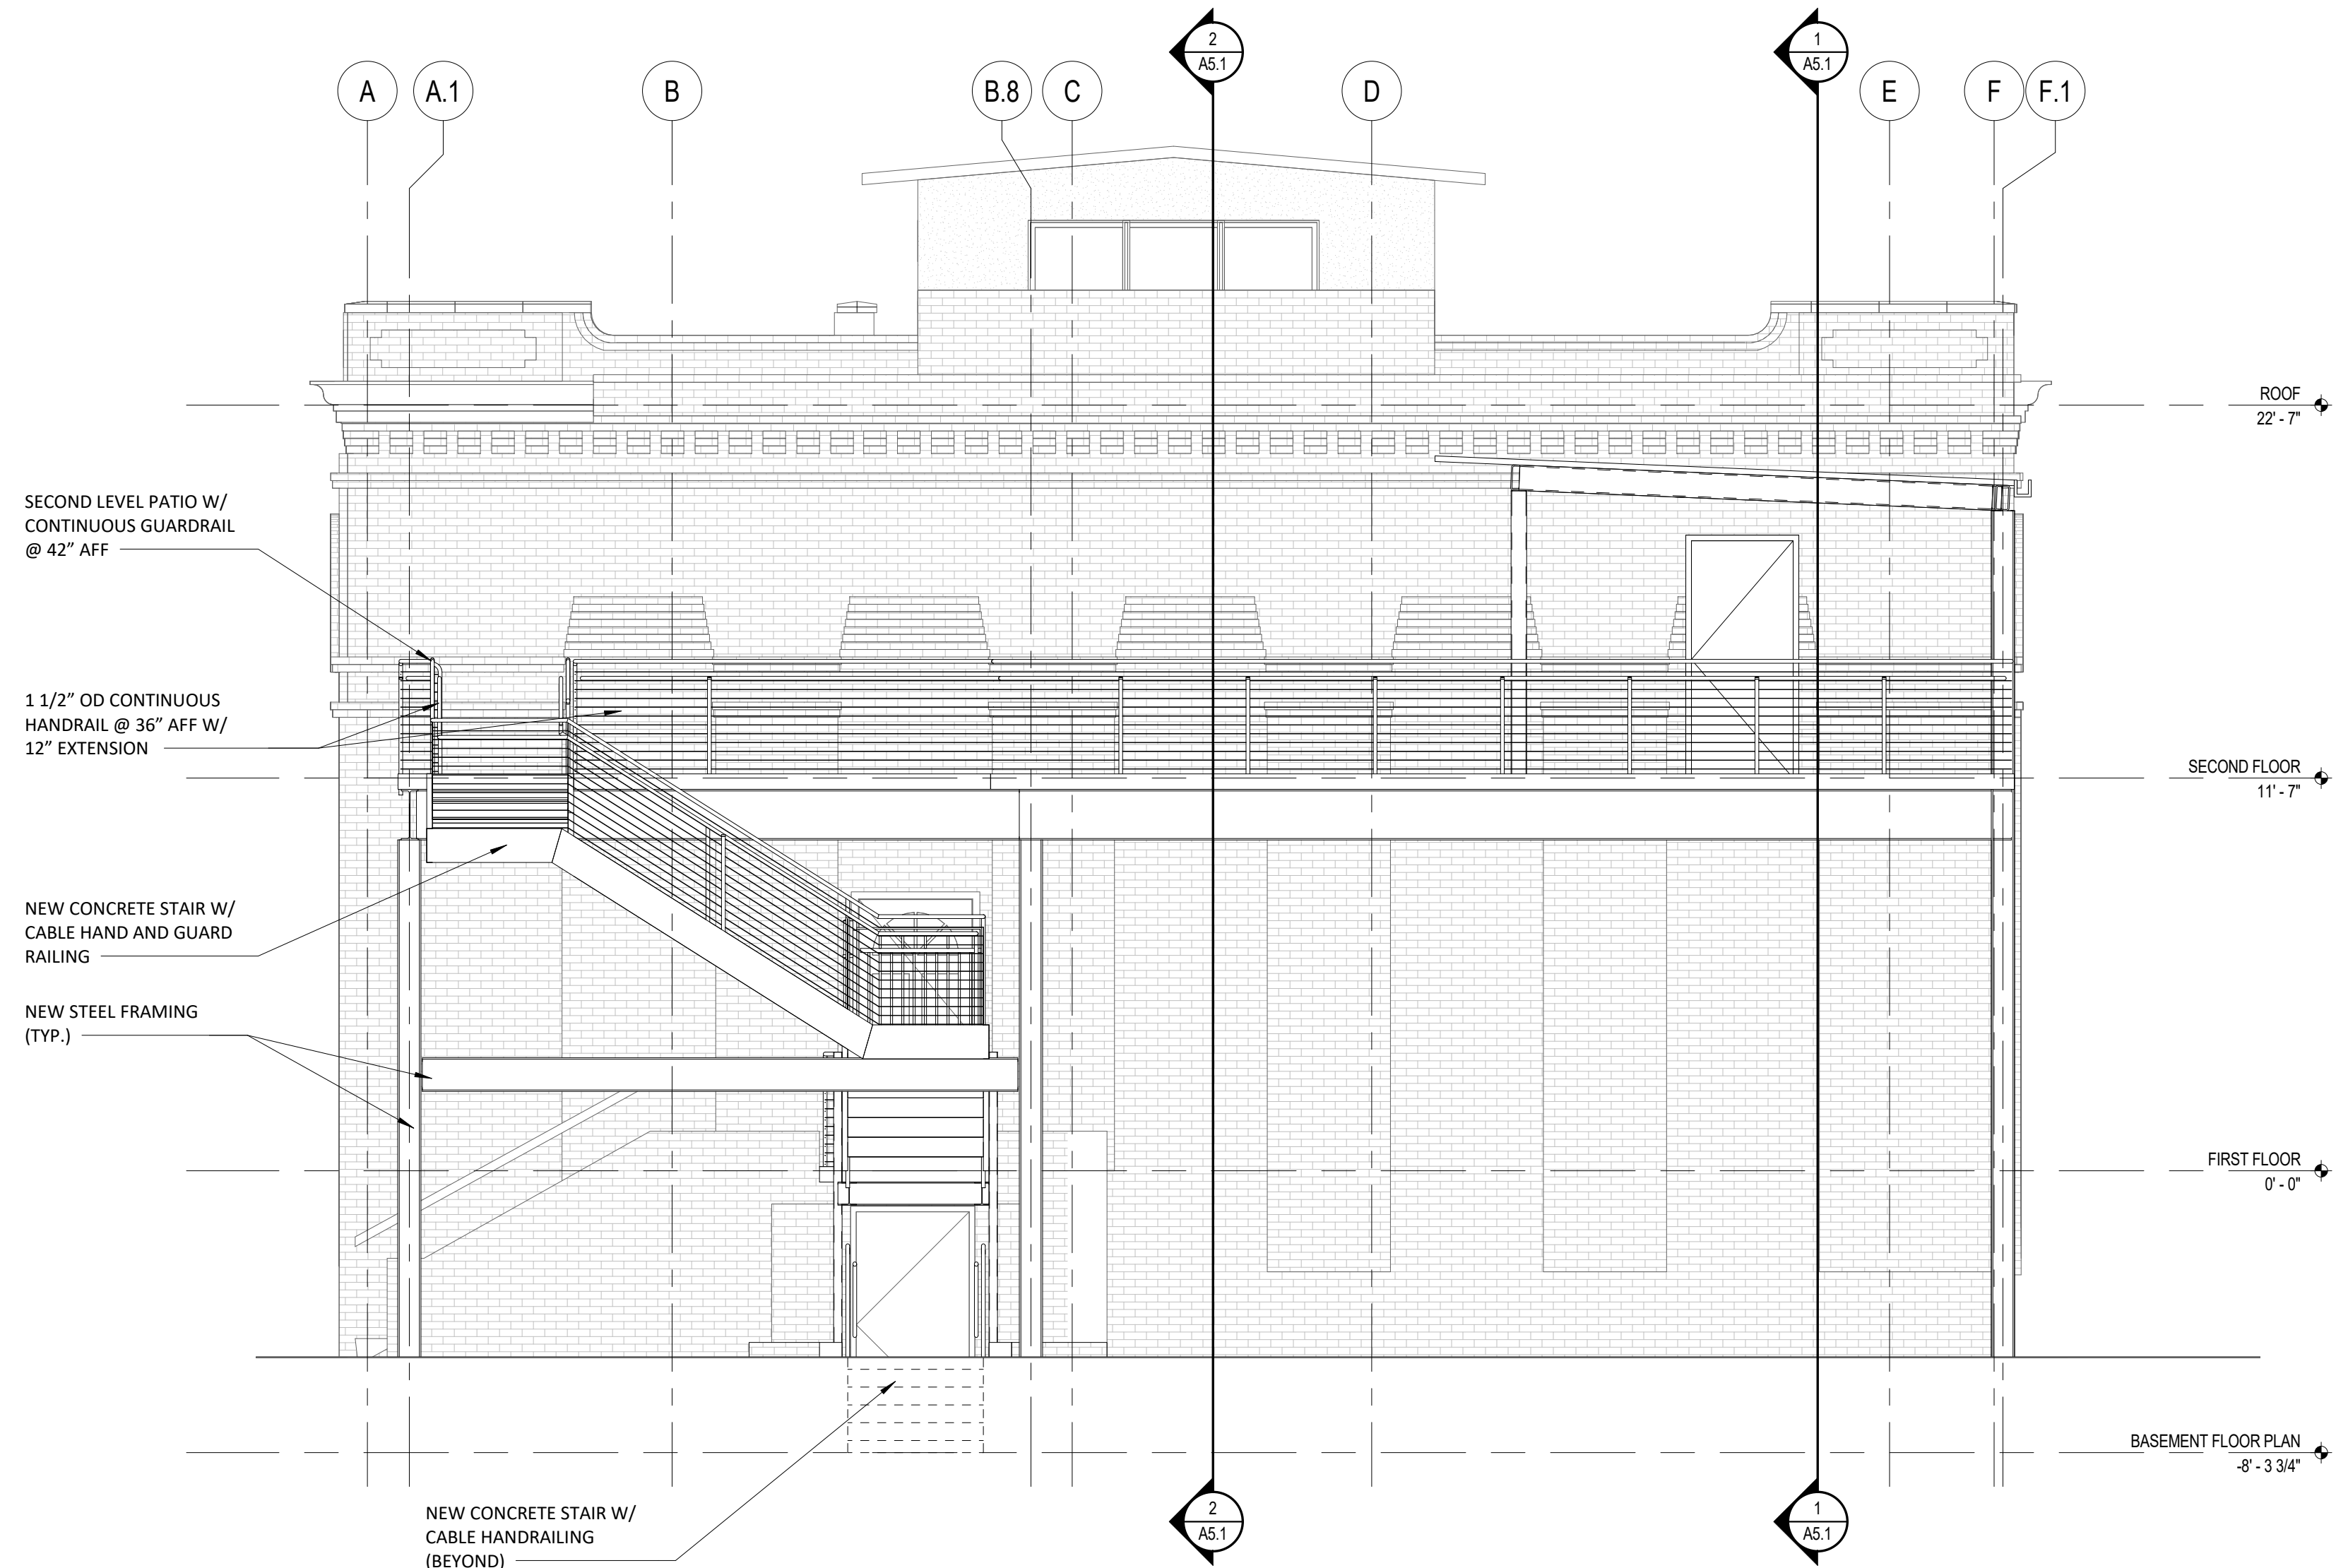 2
A5.1
1
A5.1
A
A.1
B
B.8
C
D
E
F
F.1
ROOF
22' - 7"
SECOND LEVEL PATIO W/
CONTINUOUS GUARDRAIL
@ 42” AFF
1 1/2” OD CONTINUOUS
HANDRAIL @ 36” AFF W/
12” EXTENSION
SECOND FLOOR
11' - 7"
NEW CONCRETE STAIR W/
CABLE HAND AND GUARD
RAILING
NEW STEEL FRAMING
(TYP.)
FIRST FLOOR
0' - 0"
BASEMENT FLOOR PLAN
-8' - 3 3/4"
NEW CONCRETE STAIR W/
CABLE HANDRAILING
(BEYOND)
2
A5.1
1
A5.1